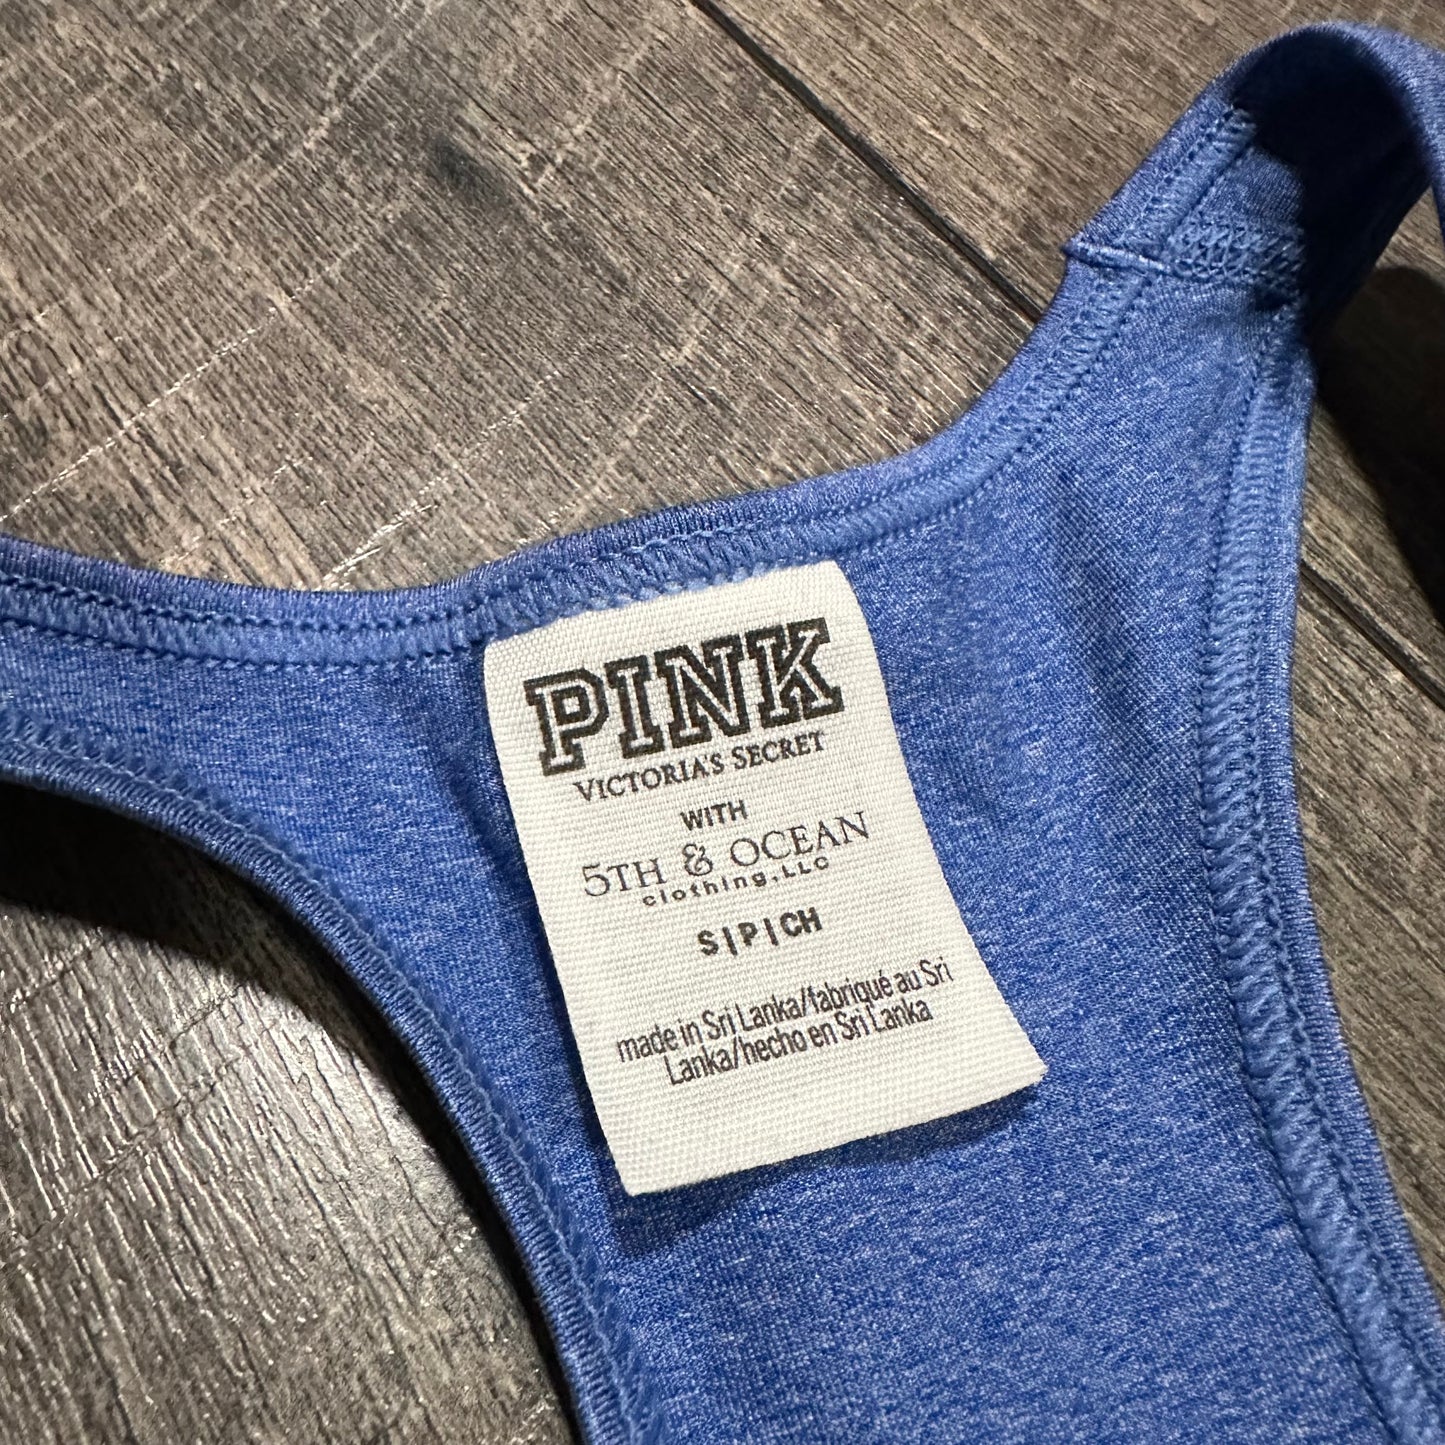 PINK
VICTORIA'S SECRET
WITH
5TH & OCEAN
clothing, LLC
S|P|CH
made in Sri Lanka/fabriqué au Sri
Lanka/hecho en Sri Lanka